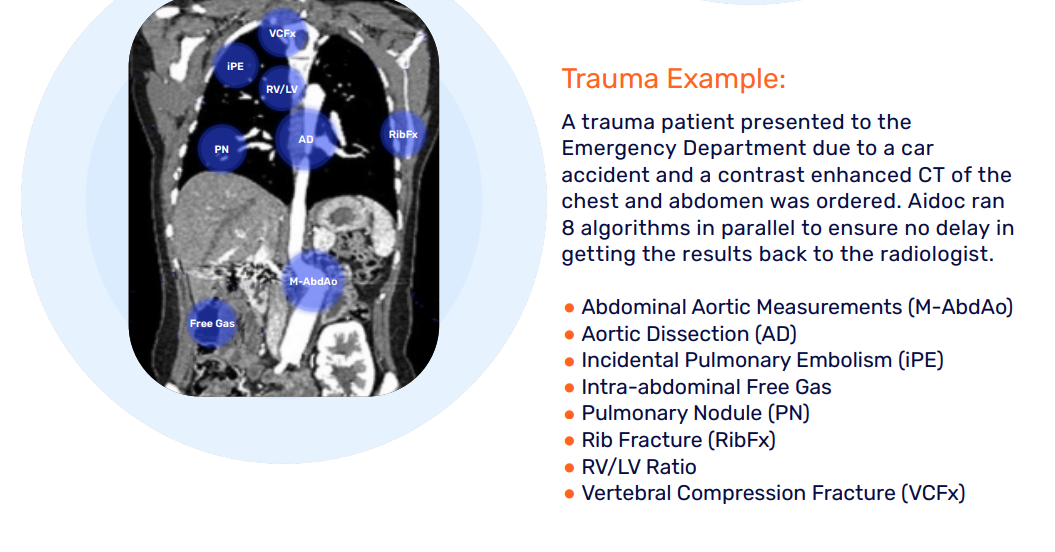 VCFx
iPE
RV/LV
AD
RibFx
PN
M-AbdAo
Free Gas
Trauma Example:
A trauma patient presented to the
Emergency Department due to a car
accident and a contrast enhanced CT of the
chest and abdomen was ordered. Aidoc ran
8 algorithms in parallel to ensure no delay in
getting the results back to the radiologist.
• Abdominal Aortic Measurements (M-AbdAo)
• Aortic Dissection (AD)
• Incidental Pulmonary Embolism (iPE)
• Intra-abdominal Free Gas
• Pulmonary Nodule (PN)
• Rib Fracture (RibFx)
• RV/LV Ratio
• Vertebral Compression Fracture (VCFx)